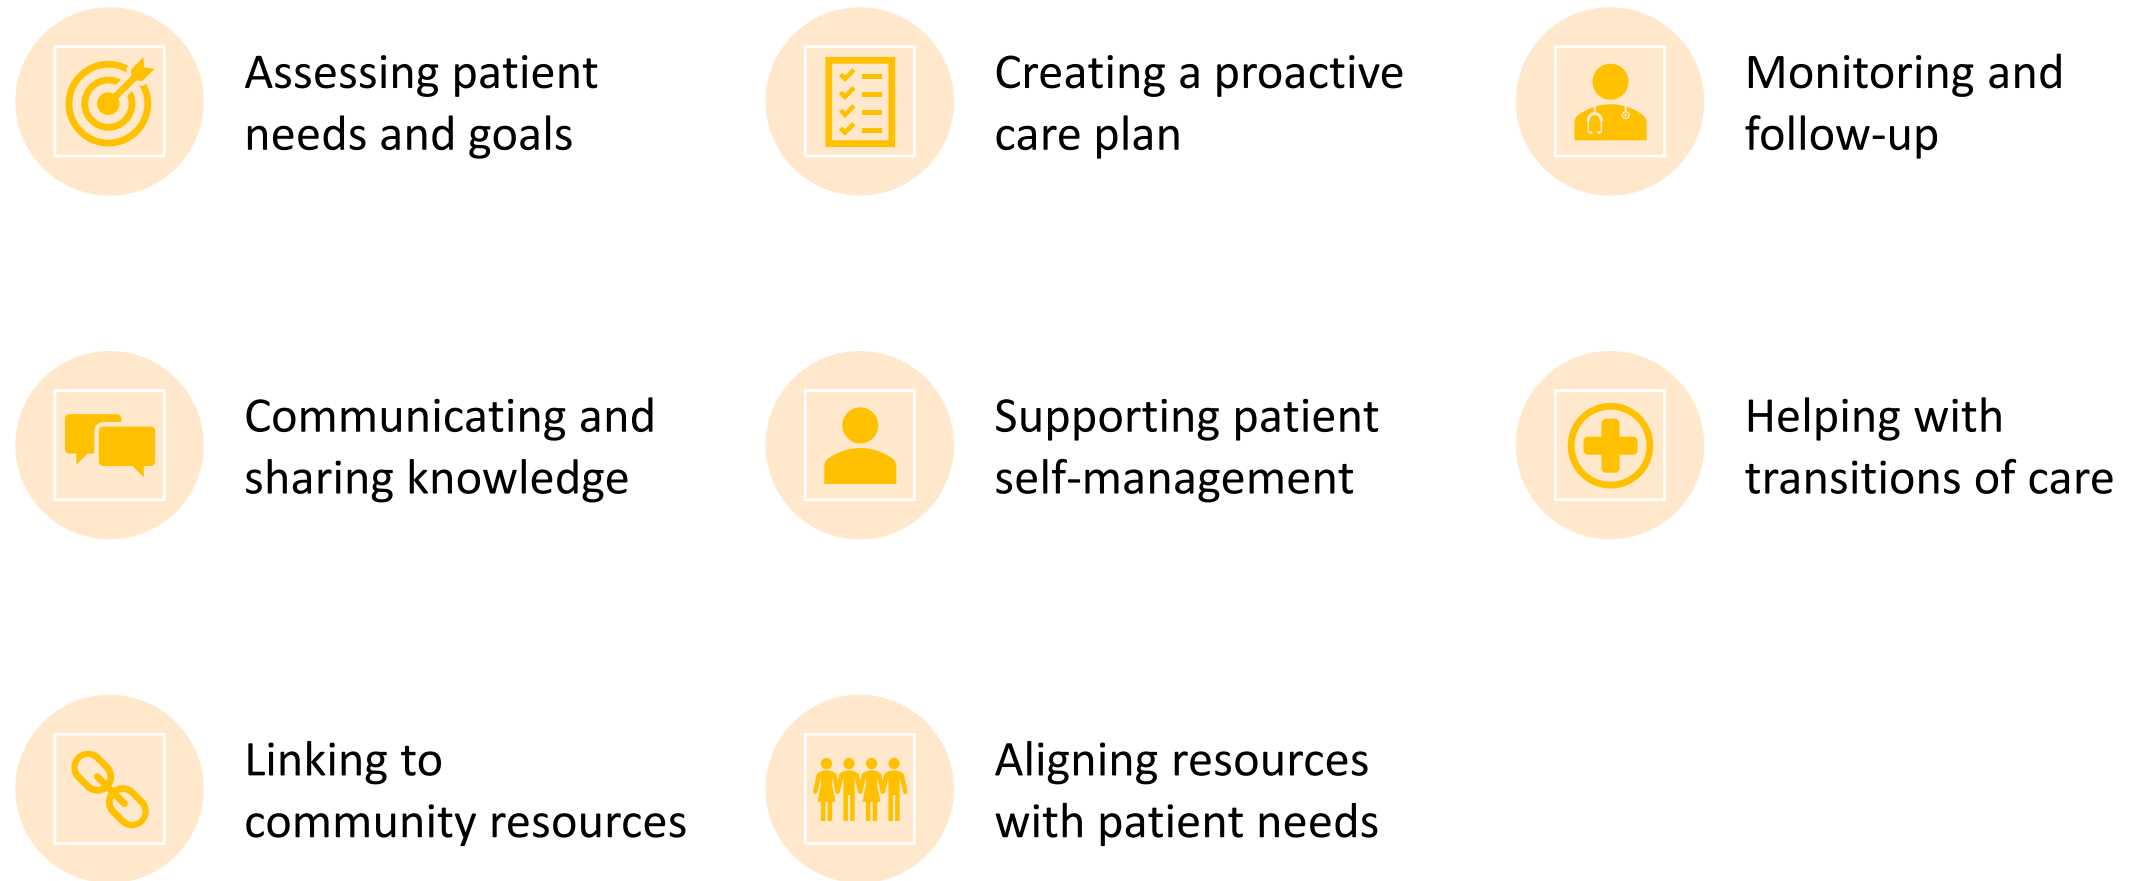 Assessing patient
needs and goals
Creating a proactive
care plan
Monitoring and
follow-up
Communicating and
sharing knowledge
Supporting patient
self-management
Helping with
transitions of care
Linking to
community resources
Aligning resources
with patient needs